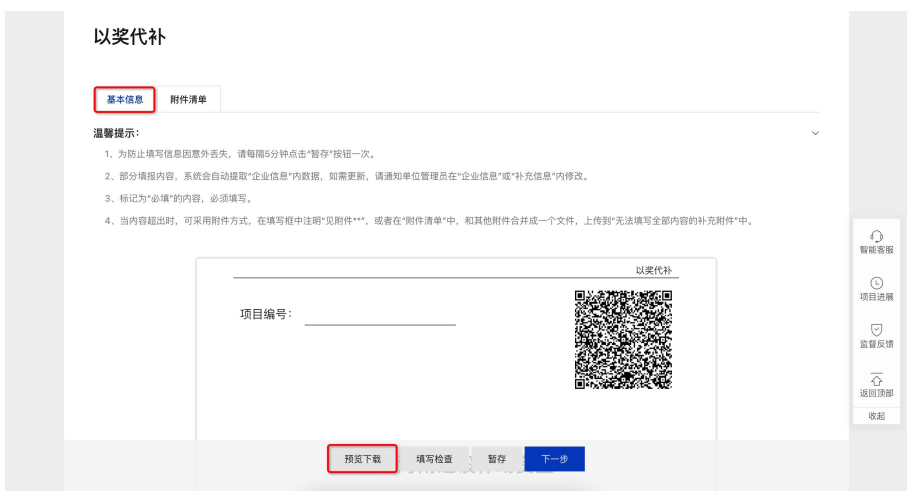 以奖代补
基本信息 附件清单
温馨提示：
1、为防止填写信息因意外丢失，请每隔5分钟点击“暂存”按钮一次。
2、部分填报内容，系统会自动提取“企业信息”内数据，如需更新，请通知单位管理员在“企业信息”或“补充信息”内修改。
3、标记为“必填”的内容，必须填写。
4、当内容超出时，可采用附件方式，在填写框中注明“见附件**”，或者在“附件清单”中，和其他附件合并成一个文件，上传到“无法填写全部内容的补充附件”中。
以奖代补
项目编号：
智能客服
项目进展
监督反馈
返回顶部
收起
预览下载 填写检查 暂存 下一步